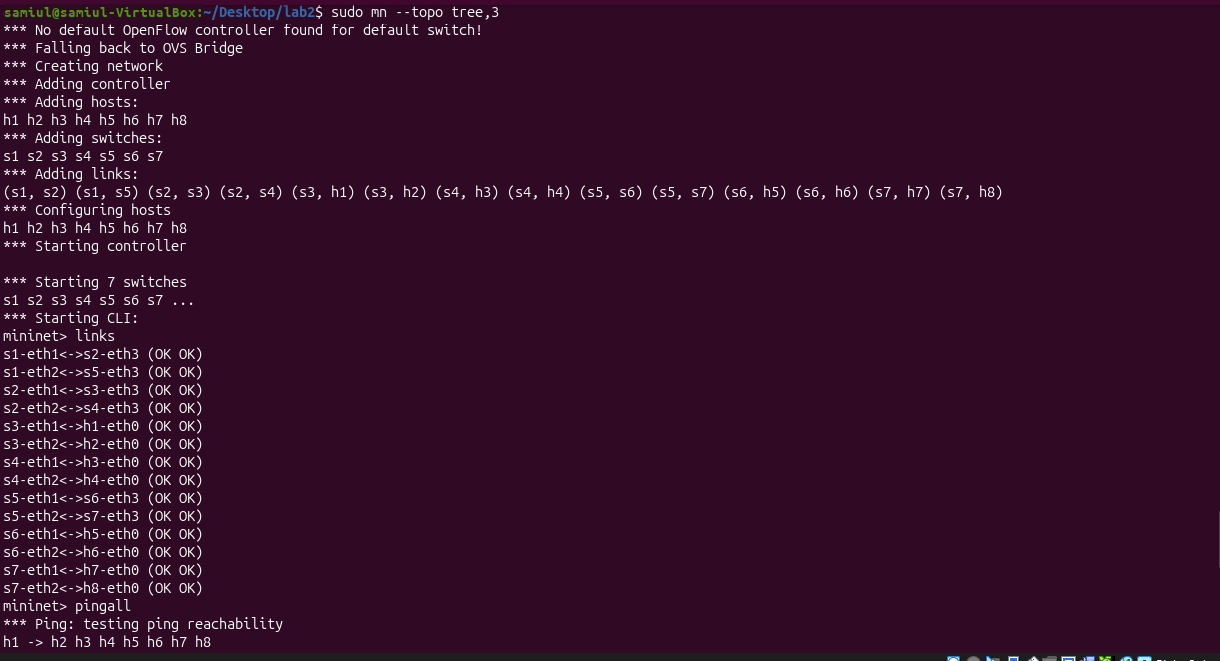 samiul@samiul-VirtualBox:~/Desktop/lab2$ sudo mn --topo tree,3
*** No default OpenFlow controller found for default switch!
*** Falling back to OVS Bridge
*** Creating network
*** Adding controller
*** Adding hosts:
h1 h2 h3 h4 h5 h6 h7 h8
*** Adding switches:
s1 s2 s3 s4 s5 s6 s7
*** Adding links:
(s1, s2) (s1, s5) (s2, s3) (s2, s4) (s3, h1) (s3, h2) (s4, h3) (s4, h4) (s5, s6) (s5, s7) (s6, h5) (s6, h6) (s7, h7) (s7, h8)
*** Configuring hosts
h1 h2 h3 h4 h5 h6 h7 h8
*** Starting controller
*** Starting 7 switches
s1 s2 s3 s4 s5 s6 s7 ...
*** Starting CLI:
mininet> links
s1-eth1<->s2-eth3 (OK OK)
s1-eth2<->s5-eth3 (OK OK)
s2-eth1<->s3-eth3 (OK OK)
s2-eth2<->s4-eth3 (OK OK)
s3-eth1<->h1-eth0 (OK OK)
s3-eth2<->h2-eth0 (OK OK)
s4-eth1<->h3-eth0 (OK OK)
s4-eth2<->h4-eth0 (OK OK)
s5-eth1<->s6-eth3 (OK OK)
s5-eth2<->s7-eth3 (OK OK)
s6-eth1<->h5-eth0 (OK OK)
s6-eth2<->h6-eth0 (OK OK)
s7-eth1<->h7-eth0 (OK OK)
s7-eth2<->h8-eth0 (OK OK)
mininet> pingall
*** Ping: testing ping reachability
h1 -> h2 h3 h4 h5 h6 h7 h8